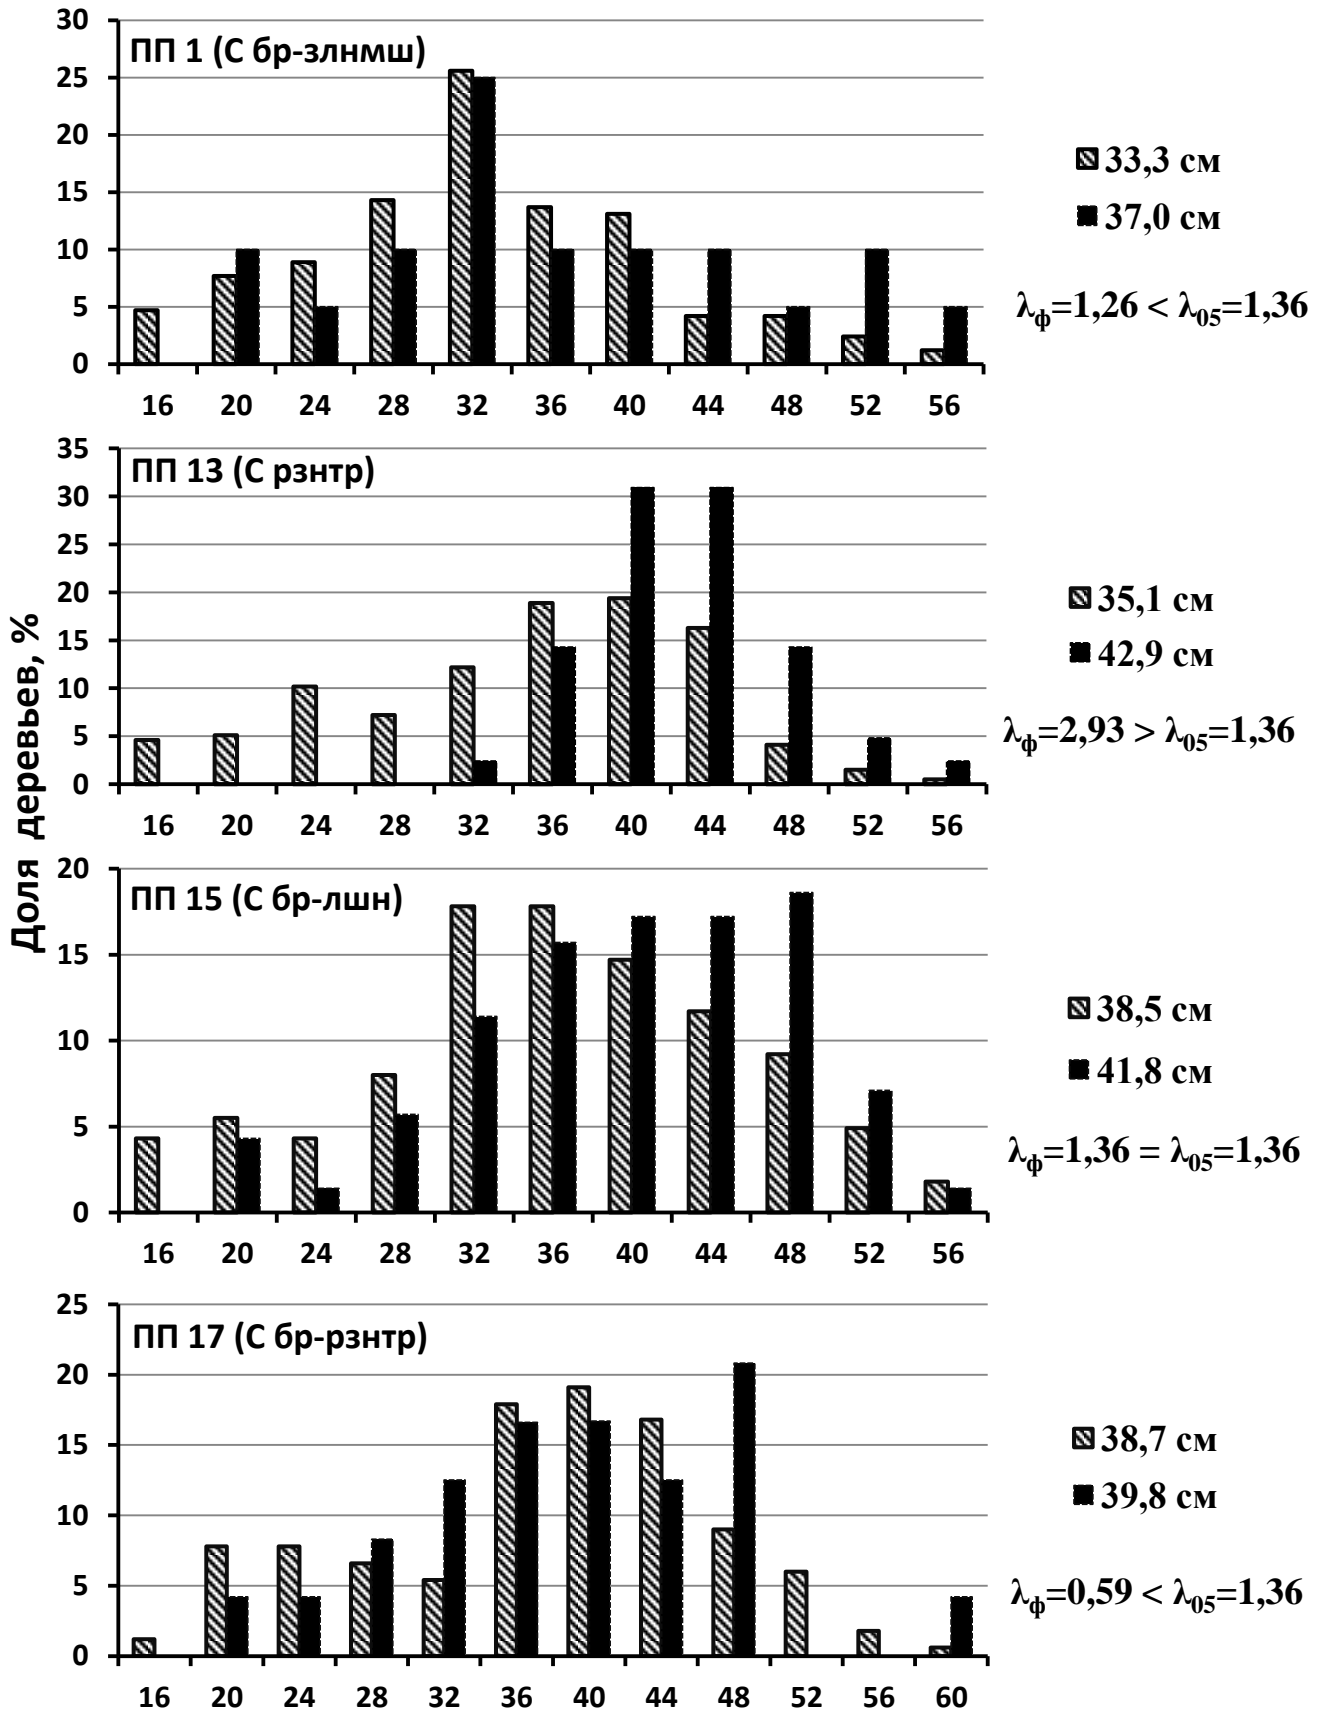 Доля деревьев, %
ПП 1 (С бр-злнмш)
30
25
20
15
10
5
0
16 20 24 28 32 36 40 44 48 52 56
33,3 см
37,0 см
λф=1,26 < λ05=1,36
ПП 13 (С рзнтр)
35
30
25
20
15
10
5
0
16 20 24 28 32 36 40 44 48 52 56
35,1 см
42,9 см
λф=2,93 > λ05=1,36
ПП 15 (С бр-лшн)
20
15
10
5
0
16 20 24 28 32 36 40 44 48 52 56
38,5 см
41,8 см
λф=1,36 = λ05=1,36
ПП 17 (С бр-рзнтр)
25
20
15
10
5
0
16 20 24 28 32 36 40 44 48 52 56 60
38,7 см
39,8 см
λф=0,59 < λ05=1,36